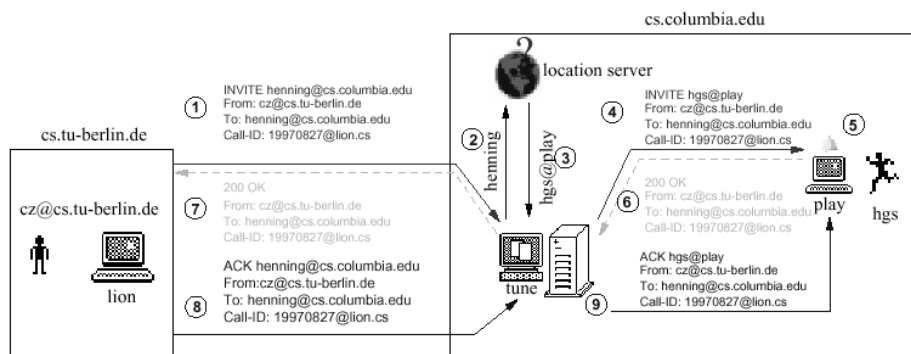 cs.columbia.edu
?
location server
1
INVITE henning@cs.columbia.edu
From: cz@cs.tu-berlin.de
To: henning@cs.columbia.edu
Call-ID: 19970827@lion.cs
2
henning
hgs@play
3
4
INVITE hgs@play
From: cz@cs.tu-berlin.de
To: henning@cs.columbia.edu
Call-ID: 19970827@lion.cs
5
cs.tu-berlin.de
cz@cs.tu-berlin.de
lion
7
200 OK
From: cz@cs.tu-berlin.de
To: henning@cs.columbia.edu
Call-ID: 19970827@lion.cs
6
200 OK
From: cz@cs.tu-berlin.de
To: henning@cs.columbia.edu
Call-ID: 19970827@lion.cs
play
hgs
8
ACK henning@cs.columbia.edu
From:cz@cs.tu-berlin.de
To: henning@cs.columbia.edu
Call-ID: 19970827@lion.cs
tune
9
ACK hgs@play
From: cz@cs.tu-berlin.de
To: henning@cs.columbia.edu
Call-ID: 19970827@lion.cs